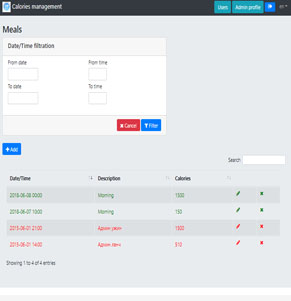 Calories management
Users
Admin profile
en
Meals
Date/Time filtration
From date
From time
To date
To time
Cancel
Filter
Add
Search
Date/Time Description Calories
2016-06-08 00:00 Morning 1500
2016-06-07 10:00 Morning 150
2015-06-01 21:00 Админ ужин 1500
2015-06-01 14:00 Админ ланч 510
Showing 1 to 4 of 4 entries